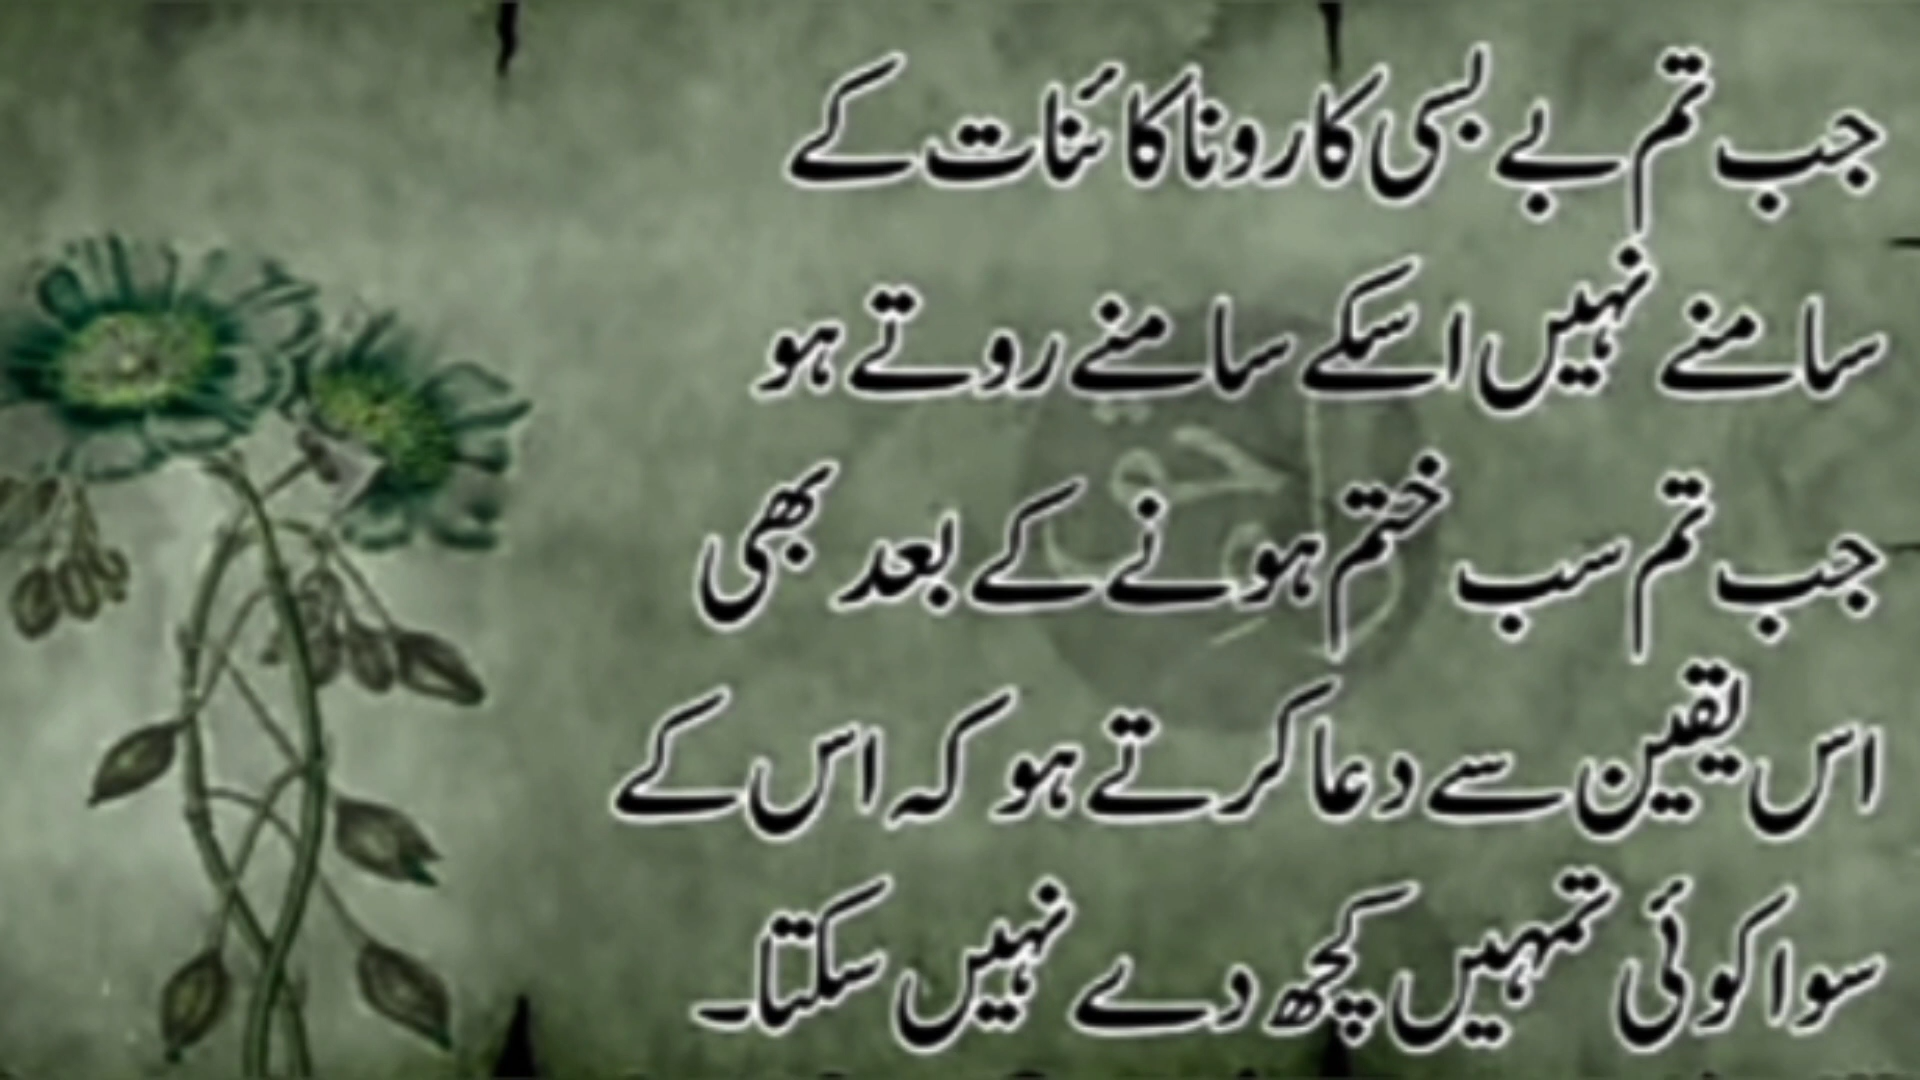 جب تم بے بسی کا رونا کائنات کے
سامنے نہیں اسکے سامنے روتے ہو
جب تم سب ختم ہونے کے بعد بھی
اس یقین سے دعا کرتے ہو کہ اس کے
سوا کوئی تمہیں کچھ دے نہیں سکتا۔